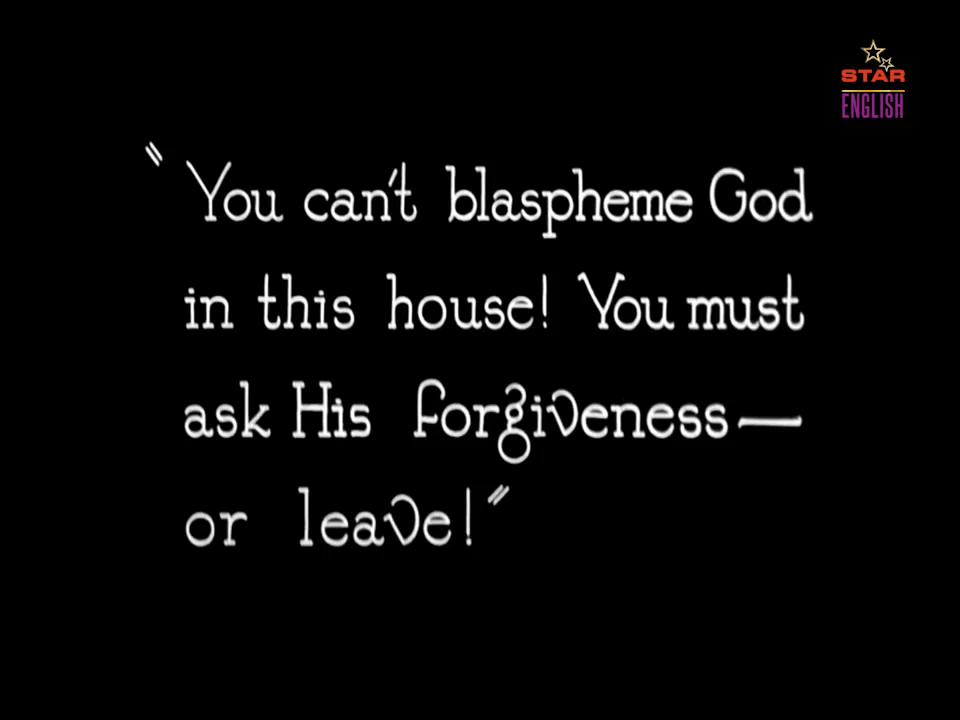 STAR
ENGLISH
"You can't blaspheme God
in this house! You must
ask His forgiveness—
or leave!"